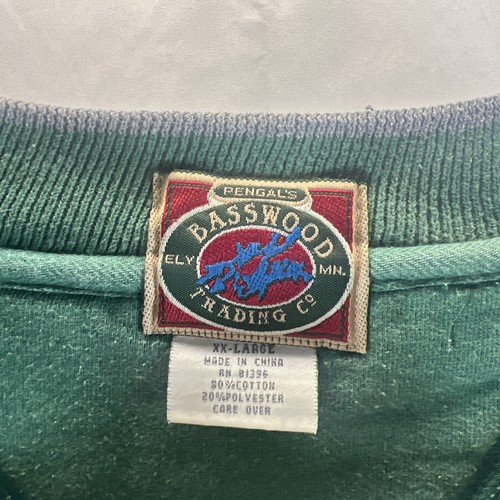 PENGAL'S
BASSWOOD
ELY MN.
TRADING Co
XX-LARGE
MADE IN CHINA
RN 81396
80%COTTON
20%POLYESTER
CARE OVER